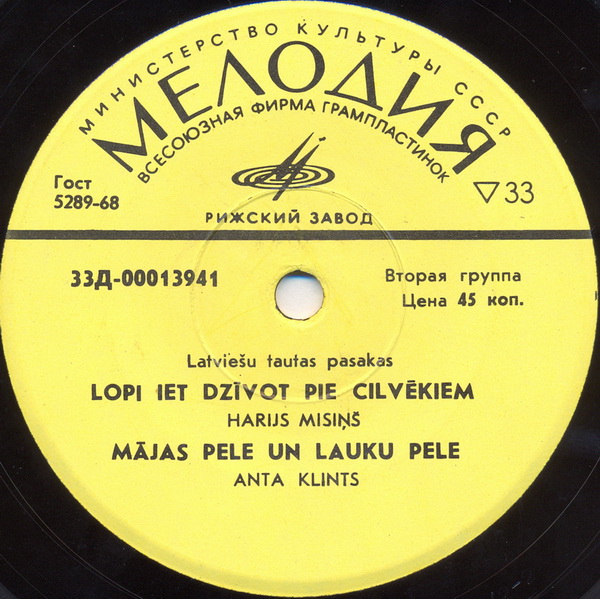 МИНИСТЕРСТВО КУЛЬТУРЫ СССР
МЕЛОДИЯ
ВСЕСОЮЗНАЯ ФИРМА ГРАМПЛАСТИНОК
Гост
5289-68
33
РИЖСКИЙ ЗАВОД
33Д-00013941
Вторая группа
Цена 45 коп.
Latviešu tautas pasakas
LOPI IET DZĪVOT PIE CILVĒKIEM
HARIJS MISIŅŠ
MĀJAS PELE UN LAUKU PELE
ANTA KLINTS